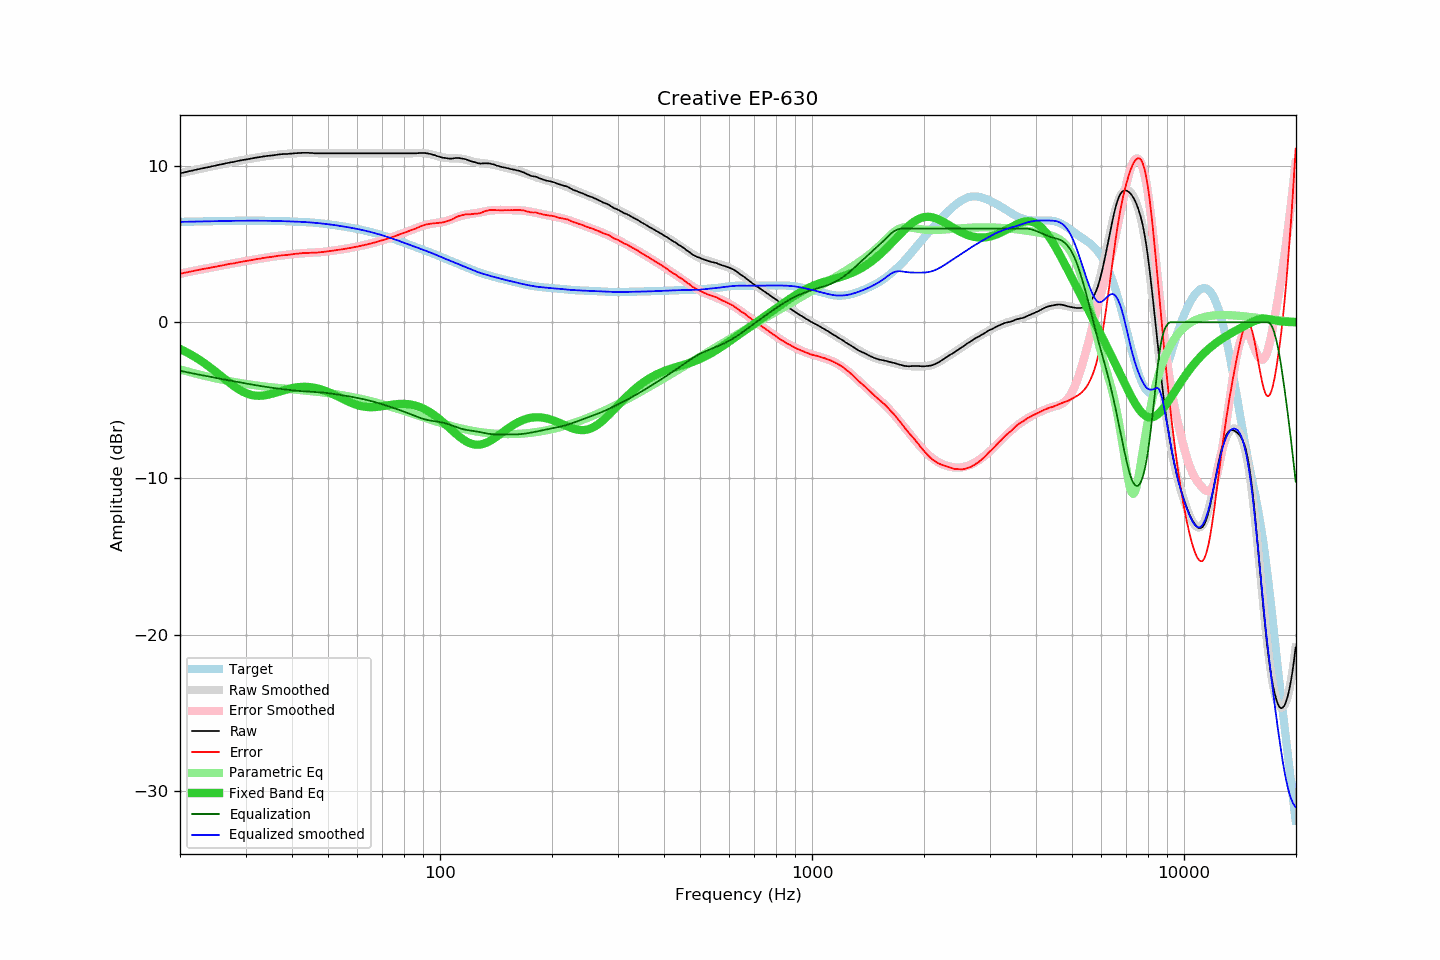 Creative EP-630
10
0
−10
−20
−30
Amplitude (dBr)
100
1000
10000
Frequency (Hz)
Target
Raw Smoothed
Error Smoothed
Raw
Error
Parametric Eq
Fixed Band Eq
Equalization
Equalized smoothed